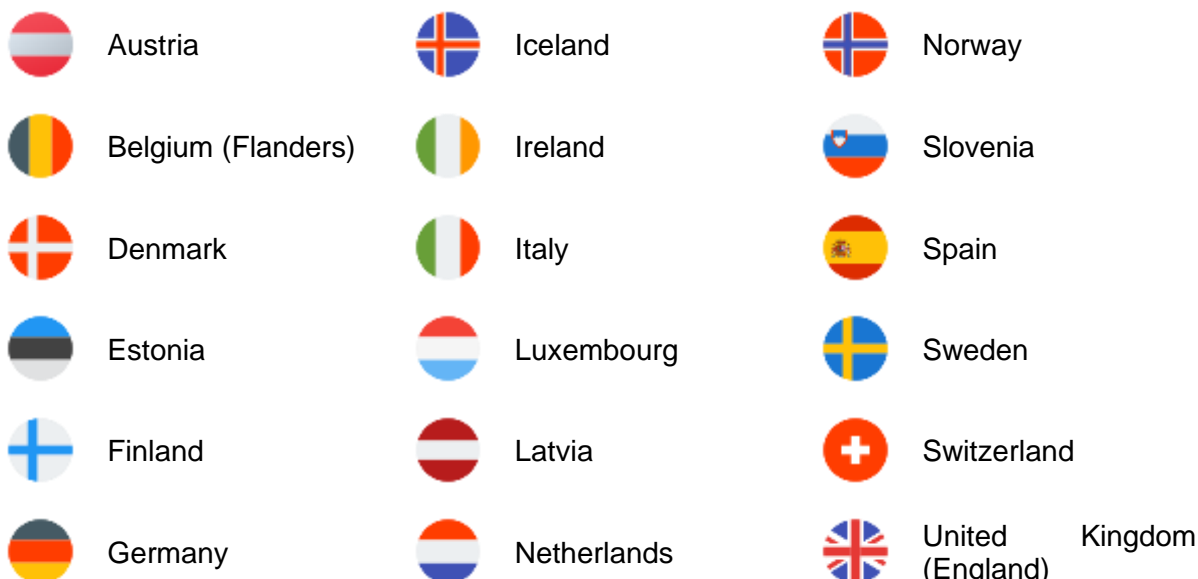 Austria
Belgium (Flanders)
Denmark
Estonia
Finland
Germany
Iceland
Ireland
Italy
Luxembourg
Latvia
Netherlands
Norway
Slovenia
Spain
Sweden
Switzerland
United Kingdom
(England)